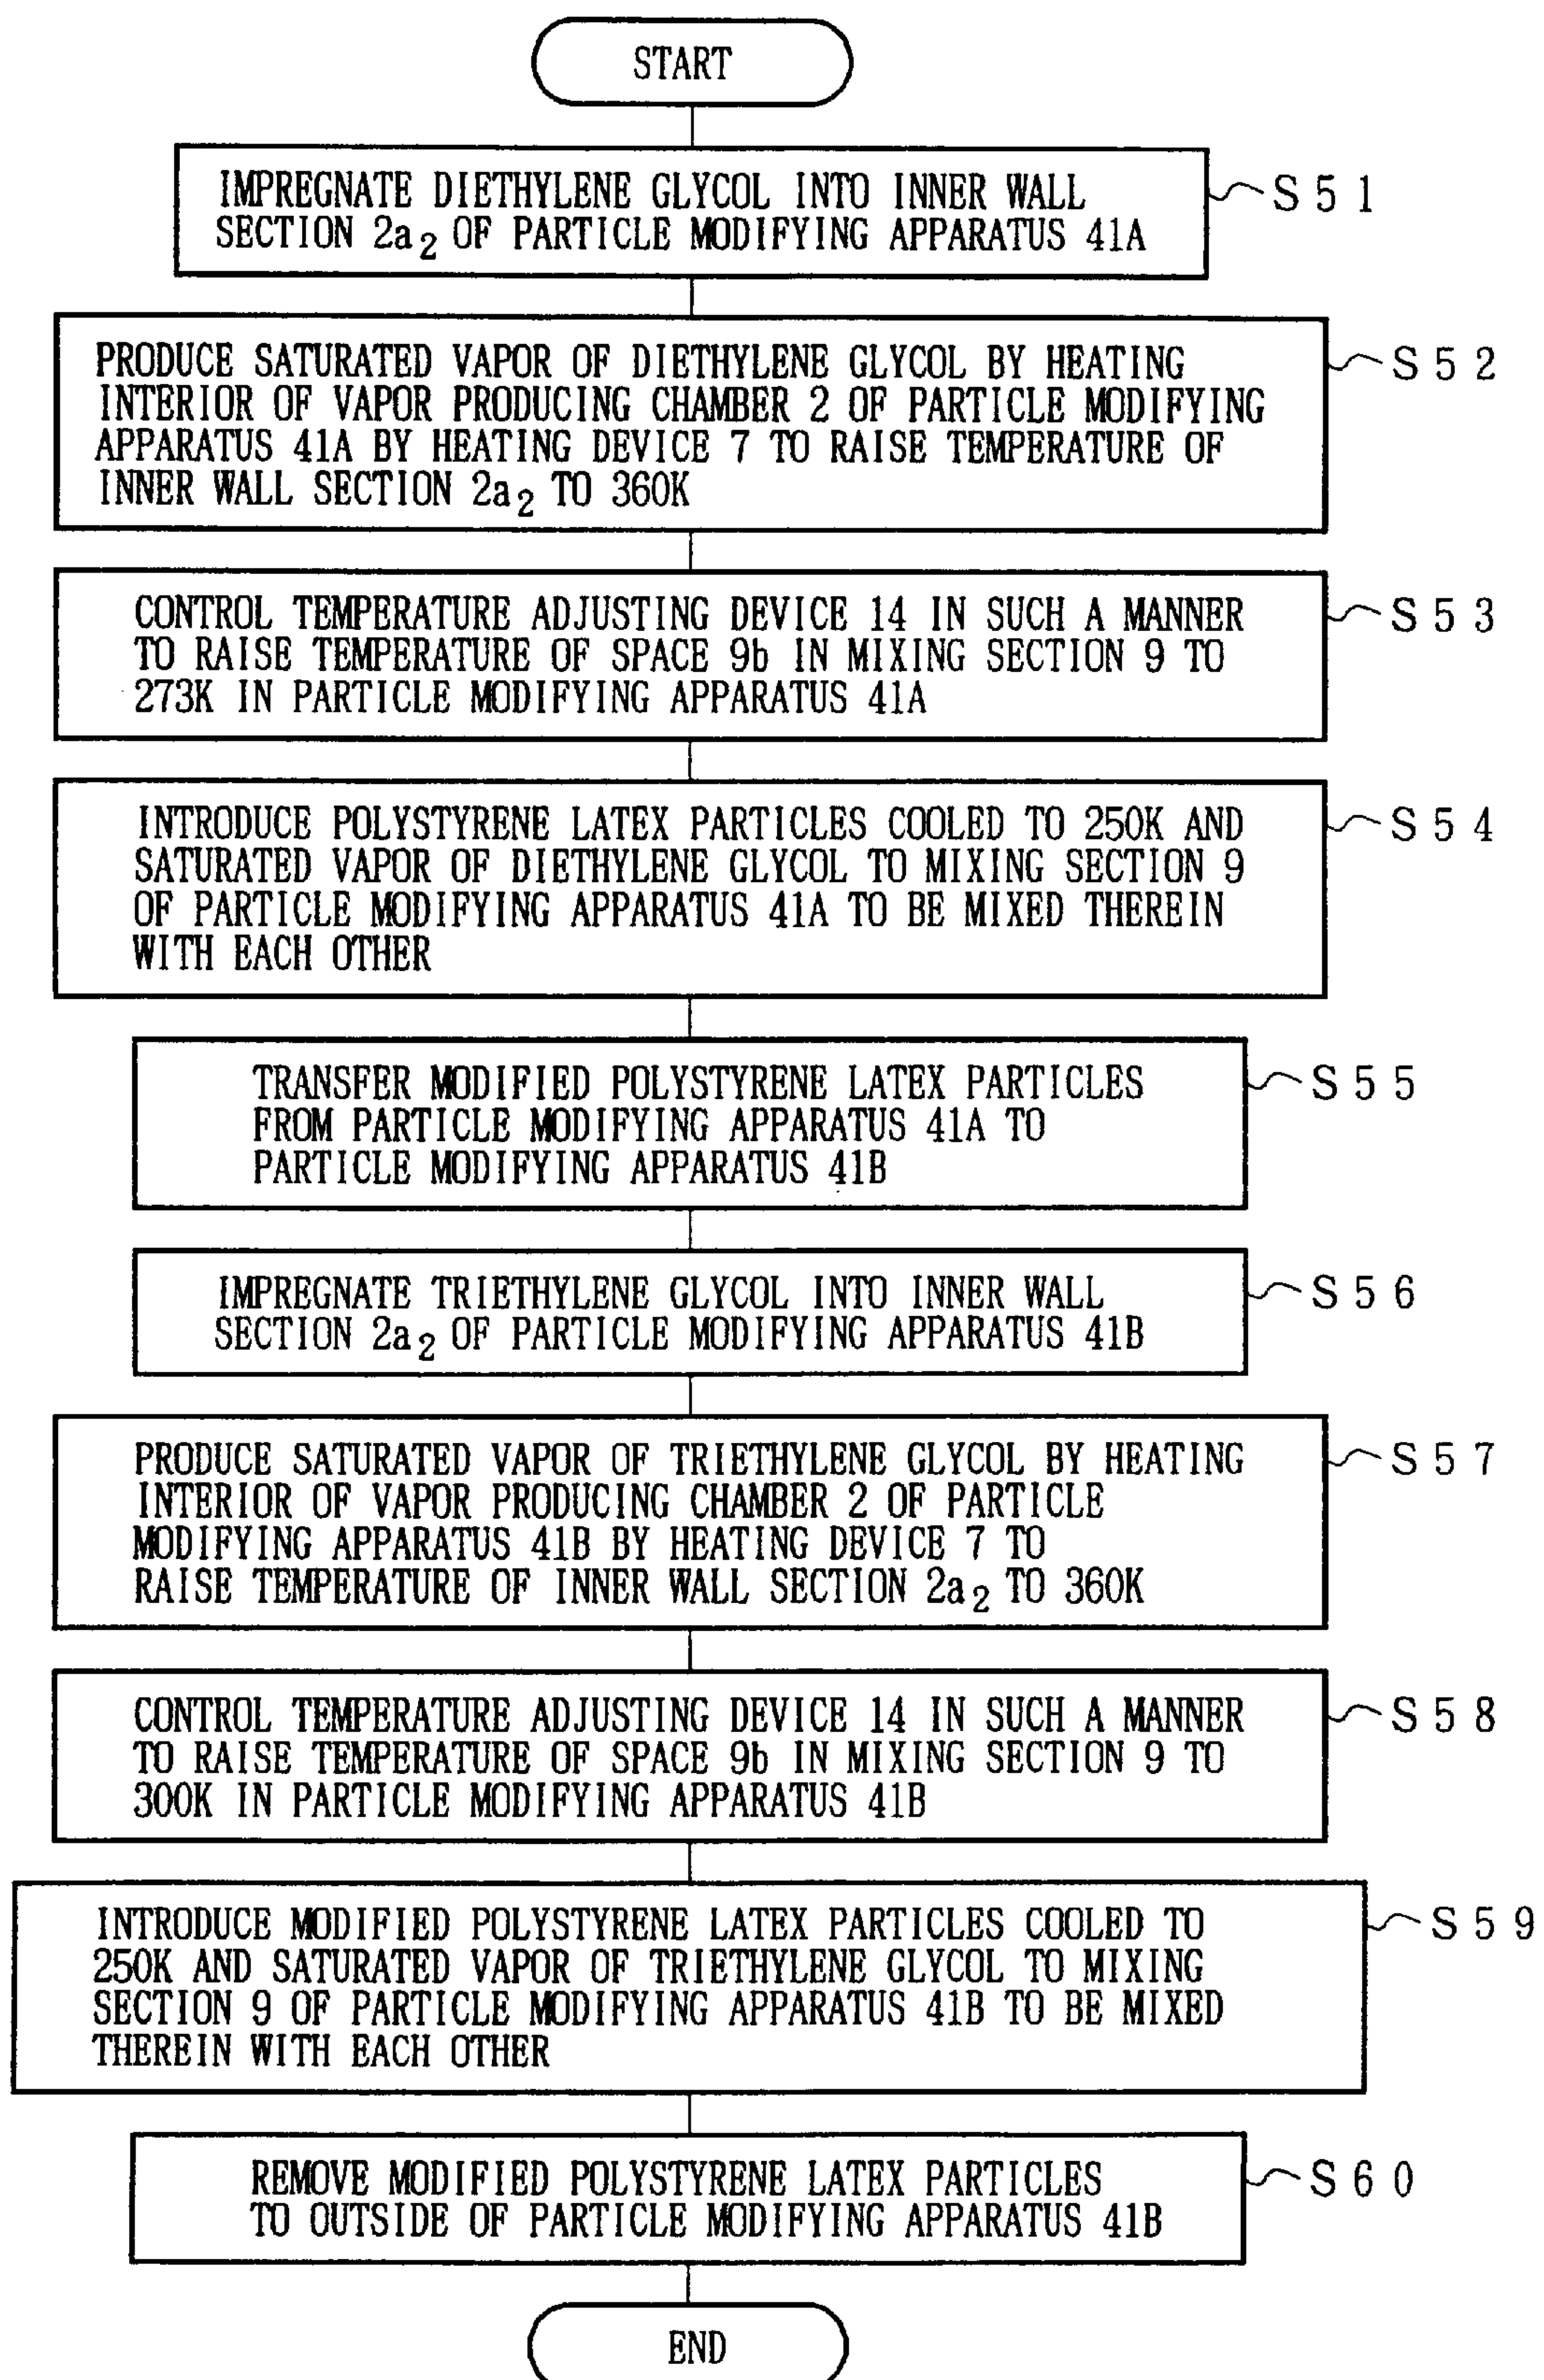 START
IMPREGNATE DIETHYLENE GLYCOL INTO INNER WALL
SECTION 2a₂ OF PARTICLE MODIFYING APPARATUS 41A
S51
PRODUCE SATURATED VAPOR OF DIETHYLENE GLYCOL BY HEATING
INTERIOR OF VAPOR PRODUCING CHAMBER 2 OF PARTICLE MODIFYING
APPARATUS 41A BY HEATING DEVICE 7 TO RAISE TEMPERATURE OF
INNER WALL SECTION 2a₂ TO 360K
S52
CONTROL TEMPERATURE ADJUSTING DEVICE 14 IN SUCH A MANNER
TO RAISE TEMPERATURE OF SPACE 9b IN MIXING SECTION 9 TO
273K IN PARTICLE MODIFYING APPARATUS 41A
S53
INTRODUCE POLYSTYRENE LATEX PARTICLES COOLED TO 250K AND
SATURATED VAPOR OF DIETHYLENE GLYCOL TO MIXING SECTION 9
OF PARTICLE MODIFYING APPARATUS 41A TO BE MIXED THEREIN
WITH EACH OTHER
S54
TRANSFER MODIFIED POLYSTYRENE LATEX PARTICLES
FROM PARTICLE MODIFYING APPARATUS 41A TO
PARTICLE MODIFYING APPARATUS 41B
S55
IMPREGNATE TRIETHYLENE GLYCOL INTO INNER WALL
SECTION 2a₂ OF PARTICLE MODIFYING APPARATUS 41B
S56
PRODUCE SATURATED VAPOR OF TRIETHYLENE GLYCOL BY HEATING
INTERIOR OF VAPOR PRODUCING CHAMBER 2 OF PARTICLE
MODIFYING APPARATUS 41B BY HEATING DEVICE 7 TO
RAISE TEMPERATURE OF INNER WALL SECTION 2a₂ TO 360K
S57
CONTROL TEMPERATURE ADJUSTING DEVICE 14 IN SUCH A MANNER
TO RAISE TEMPERATURE OF SPACE 9b IN MIXING SECTION 9 TO
300K IN PARTICLE MODIFYING APPARATUS 41B
S58
INTRODUCE MODIFIED POLYSTYRENE LATEX PARTICLES COOLED TO
250K AND SATURATED VAPOR OF TRIETHYLENE GLYCOL TO MIXING
SECTION 9 OF PARTICLE MODIFYING APPARATUS 41B TO BE MIXED
THEREIN WITH EACH OTHER
S59
REMOVE MODIFIED POLYSTYRENE LATEX PARTICLES
TO OUTSIDE OF PARTICLE MODIFYING APPARATUS 41B
S60
END